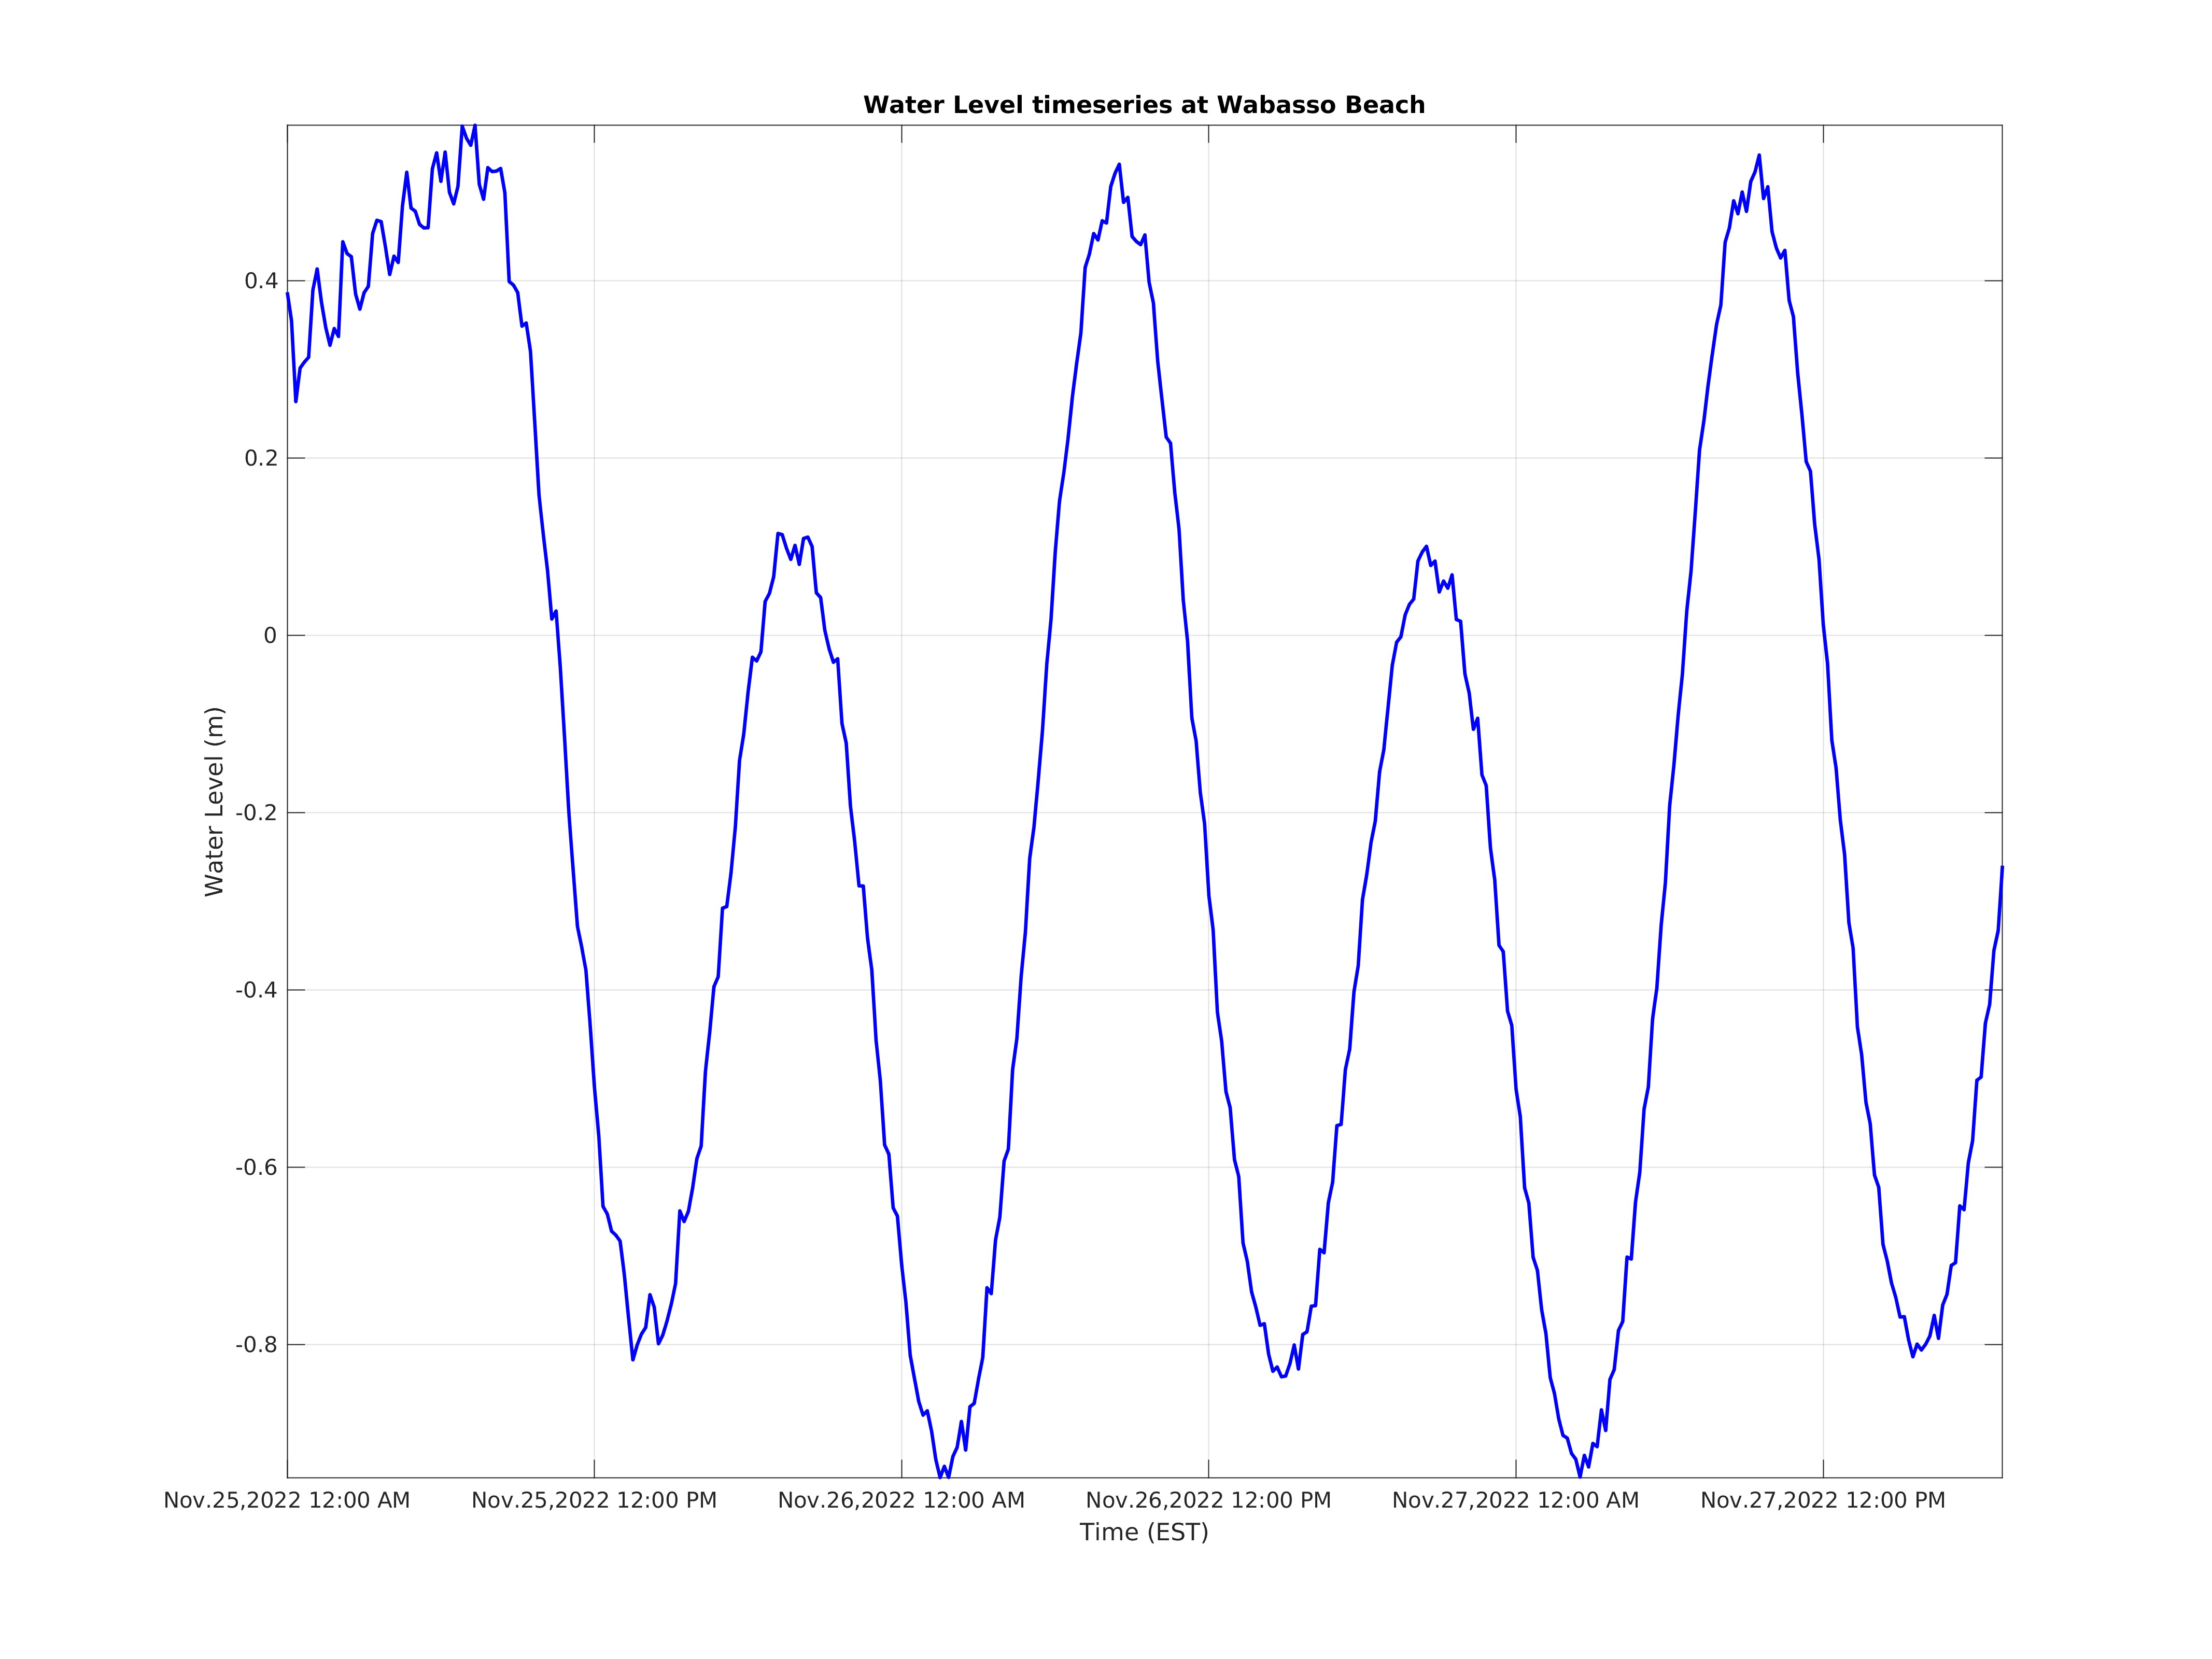 Water Level timeseries at Wabasso Beach
0.4
0.2
0
-0.2
-0.4
-0.6
-0.8
Water Level (m)
Nov.25,2022 12:00 AM
Nov.25,2022 12:00 PM
Nov.26,2022 12:00 AM
Nov.26,2022 12:00 PM
Nov.27,2022 12:00 AM
Nov.27,2022 12:00 PM
Time (EST)